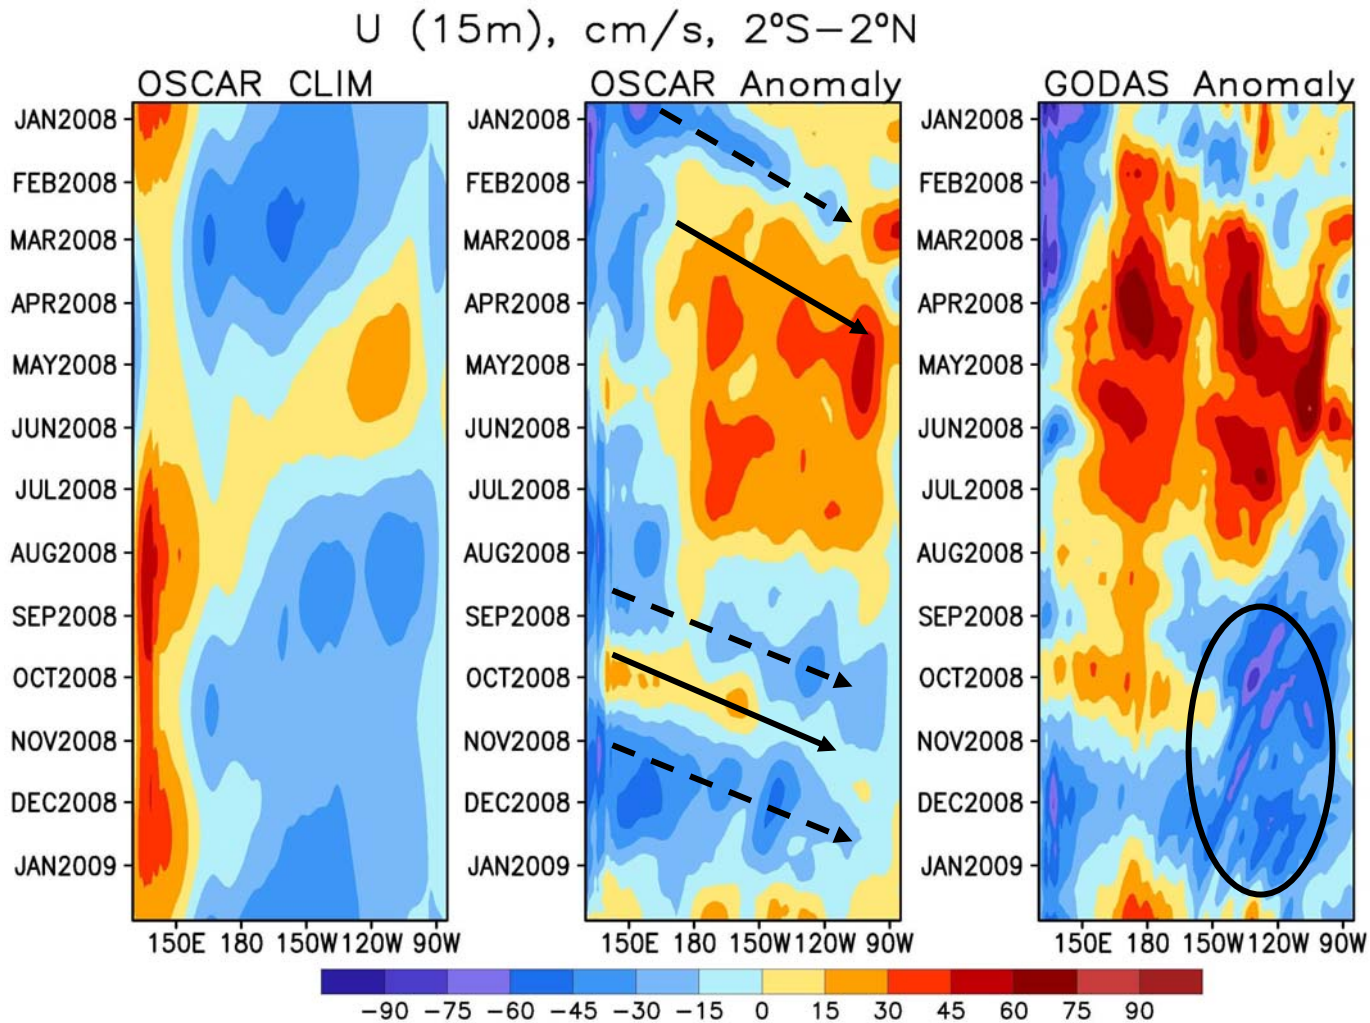 U (15m), cm/s, 2ºS−2ºN
OSCAR CLIM
OSCAR Anomaly
GODAS Anomaly
JAN2008
FEB2008
MAR2008
APR2008
MAY2008
JUN2008
JUL2008
AUG2008
SEP2008
OCT2008
NOV2008
DEC2008
JAN2009
150E 180 150W 120W 90W
JAN2008
FEB2008
MAR2008
APR2008
MAY2008
JUN2008
JUL2008
AUG2008
SEP2008
OCT2008
NOV2008
DEC2008
JAN2009
150E 180 150W 120W 90W
JAN2008
FEB2008
MAR2008
APR2008
MAY2008
JUN2008
JUL2008
AUG2008
SEP2008
OCT2008
NOV2008
DEC2008
JAN2009
150E 180 150W 120W 90W
−90 −75 −60 −45 −30 −15 0 15 30 45 60 75 90